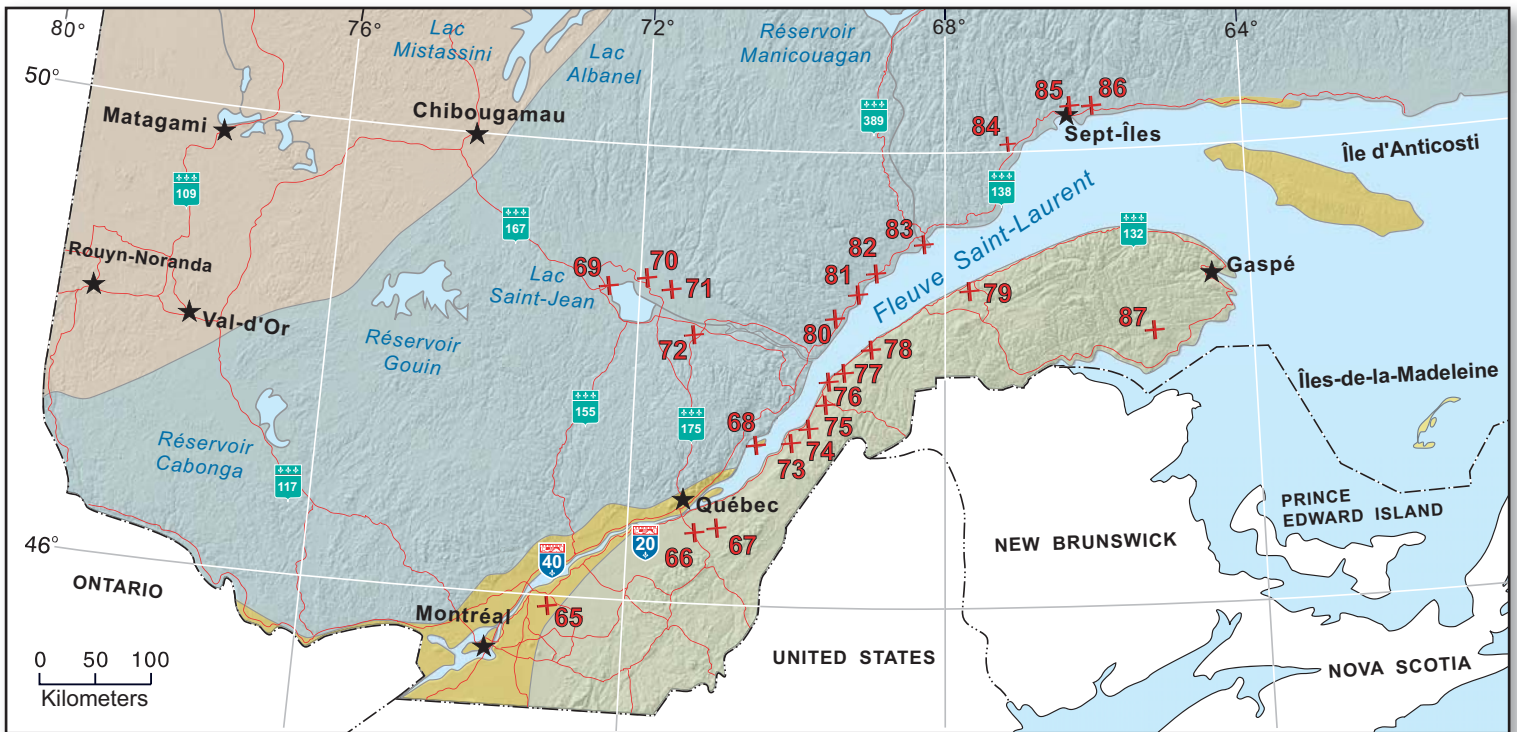 80°
76°
72°
68°
64°
50°
46°
Lac
Mistassini
Lac
Albanel
Réservoir
Manicouagan
Matagami
Chibougamau
389
85
86
Sept-Îles
84
Île d'Anticosti
109
138
167
Fleuve Saint-Laurent
132
Rouyn-Noranda
Val-d'Or
Lac
Saint-Jean
69
70
71
72
83
82
81
80
79
Gaspé
87
Réservoir
Gouin
78
77
76
75
74
73
68
155
175
Îles-de-la-Madeleine
Réservoir
Cabonga
117
Québec
20
40
66
67
PRINCE
EDWARD ISLAND
NEW BRUNSWICK
ONTARIO
Montréal
65
UNITED STATES
NOVA SCOTIA
0 50 100
Kilometers